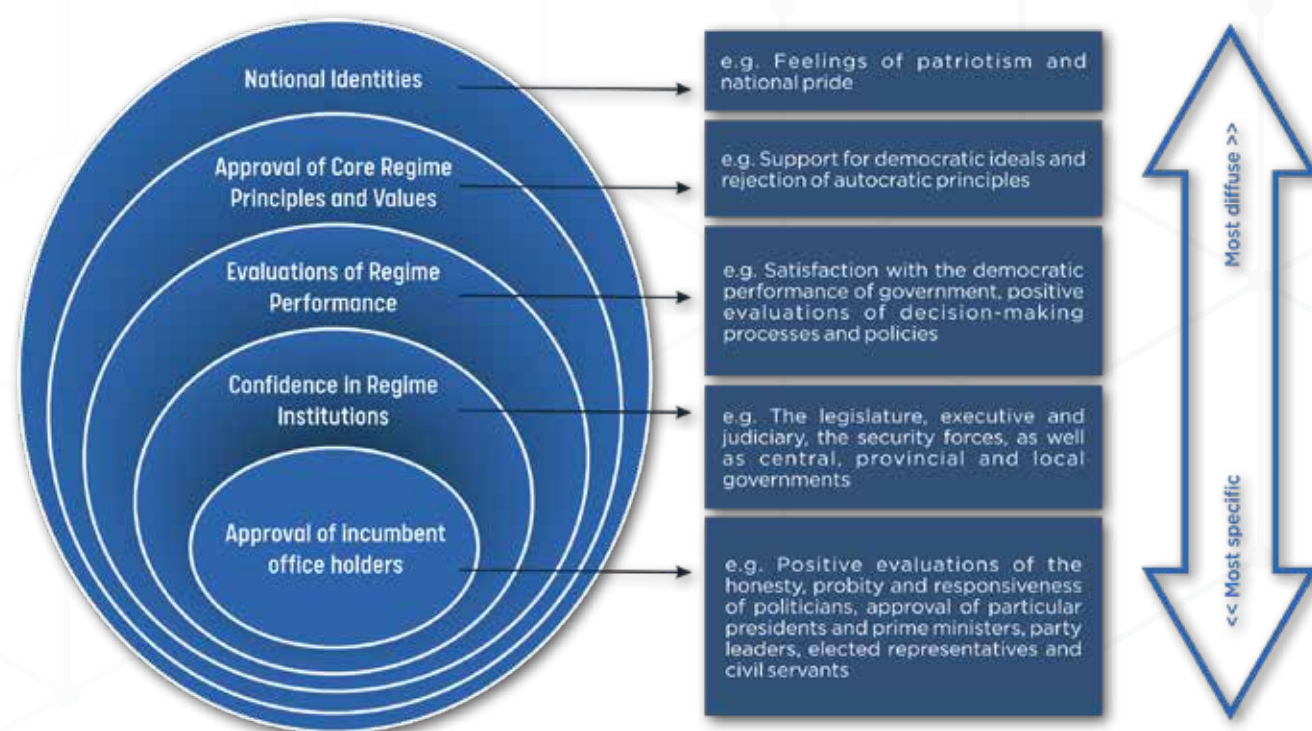 National Identities
e.g. Feelings of patriotism and
national pride
Approval of Core Regime
Principles and Values
e.g. Support for democratic ideals and
rejection of autocratic principles
Evaluations of Regime
Performance
e.g. Satisfaction with the democratic
performance of government, positive
evaluations of decision-making
processes and policies
Confidence in Regime
Institutions
e.g. The legislature, executive and
judiciary, the security forces, as well
as central, provincial and local
governments
Approval of incumbent
office holders
e.g. Positive evaluations of the
honesty, probity and responsiveness
of politicians, approval of particular
presidents and prime ministers, party
leaders, elected representatives and
civil servants
Most diffuse >>
<< Most specific